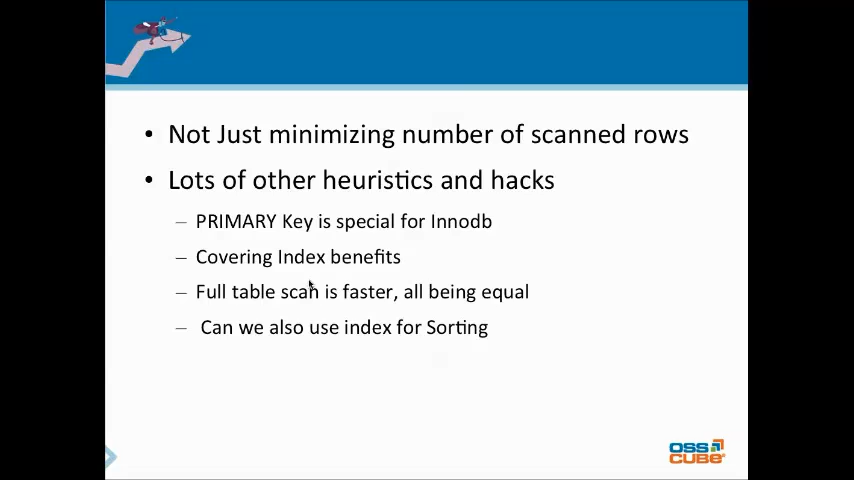 • Not Just minimizing number of scanned rows
• Lots of other heuristics and hacks
– PRIMARY Key is special for Innodb
– Covering Index benefits
– Full table scan is faster, all being equal
– Can we also use index for Sorting
OSS
CUBE